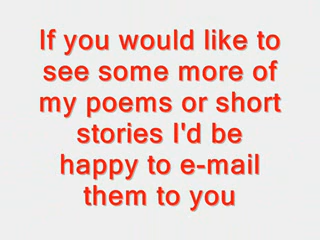 If you would like to
see some more of
my poems or short
stories I'd be
happy to e-mail
them to you